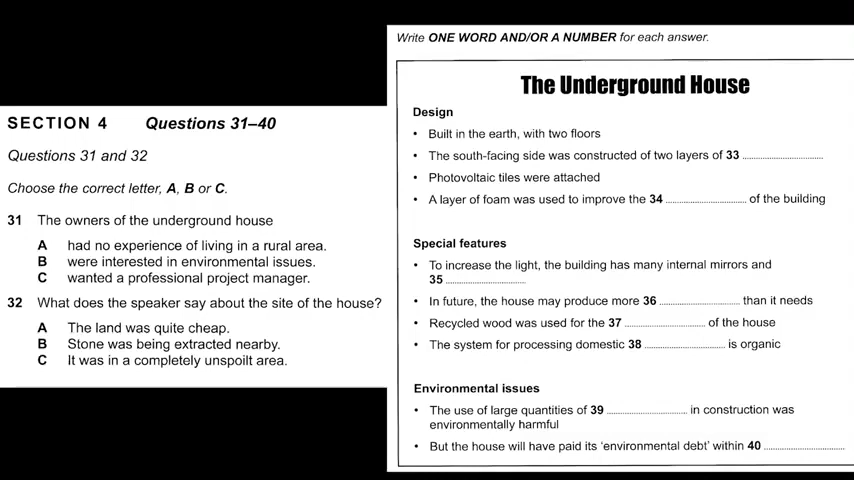 SECTION 4 Questions 31–40
Questions 31 and 32
Choose the correct letter, A, B or C.
31 The owners of the underground house
A had no experience of living in a rural area.
B were interested in environmental issues.
C wanted a professional project manager.
32 What does the speaker say about the site of the house?
A The land was quite cheap.
B Stone was being extracted nearby.
C It was in a completely unspoilt area.
Write ONE WORD AND/OR A NUMBER for each answer.
The Underground House
Design
• Built in the earth, with two floors
• The south-facing side was constructed of two layers of 33 ........................
• Photovoltaic tiles were attached
• A layer of foam was used to improve the 34 ........................ of the building
Special features
• To increase the light, the building has many internal mirrors and
35 ........................
• In future, the house may produce more 36 ........................ than it needs
• Recycled wood was used for the 37 ........................ of the house
• The system for processing domestic 38 ........................ is organic
Environmental issues
• The use of large quantities of 39 ........................ in construction was
environmentally harmful
• But the house will have paid its 'environmental debt' within 40 ........................